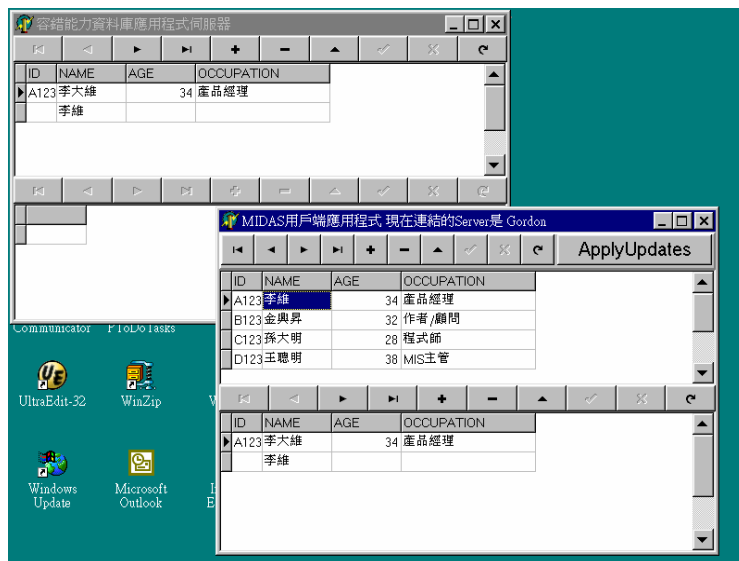 容錯能力資料庫應用程式伺服器
ID NAME AGE OCCUPATION
A123 李大維 34 產品經理
李維
MIDAS用戶端應用程式 現在連結的Server是 Gordon
ApplyUpdates
ID NAME AGE OCCUPATION
A123 李維 34 產品經理
B123 金興昇 32 作者/顧問
C123 孫大明 28 程式師
D123 王聰明 38 MIS主管
ID NAME AGE OCCUPATION
A123 李大維 34 產品經理
李維
Communicator PToDoTasks
UltraEdit-32 WinZip W
Windows Update
Microsoft Outlook